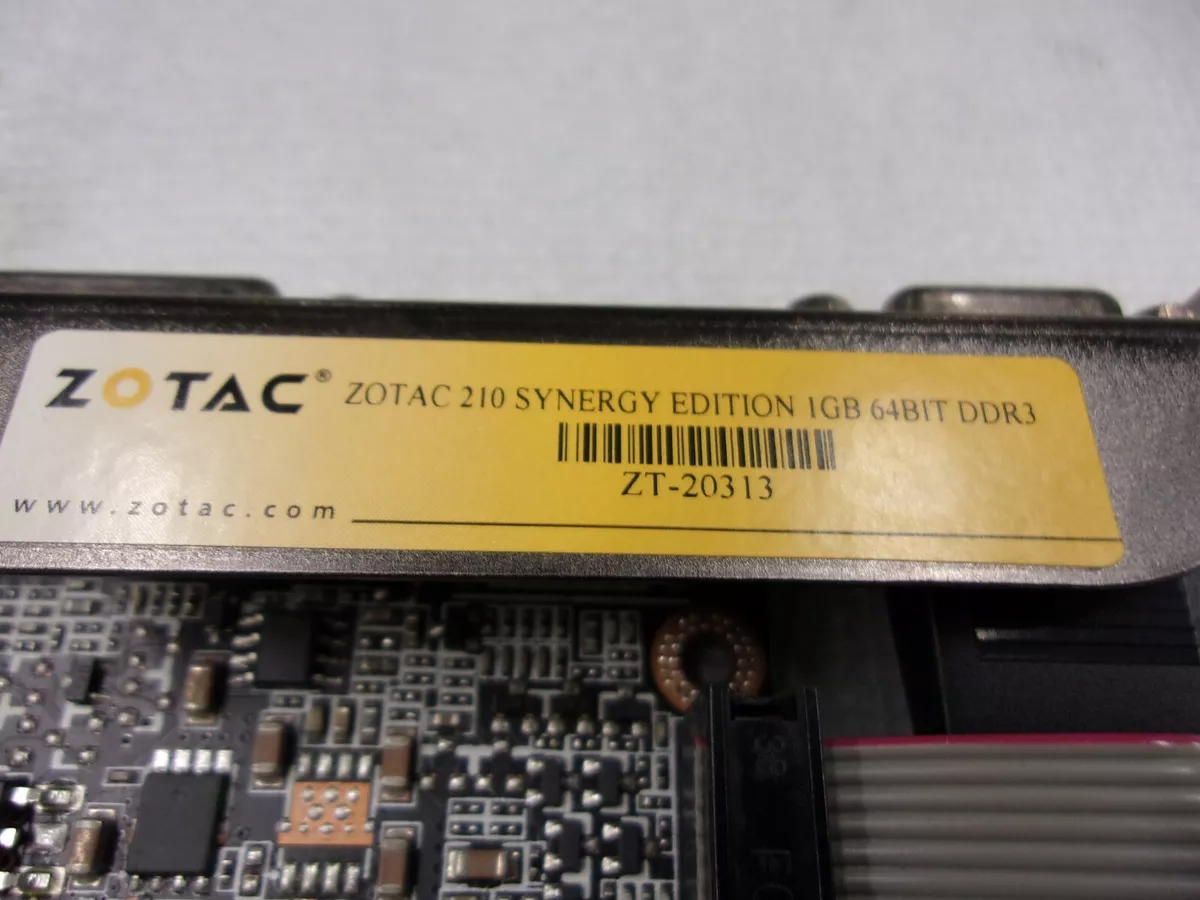 ZOTAC® ZOTAC 210 SYNERGY EDITION 1GB 64BIT DDR3
ZT-20313
www.zotac.com